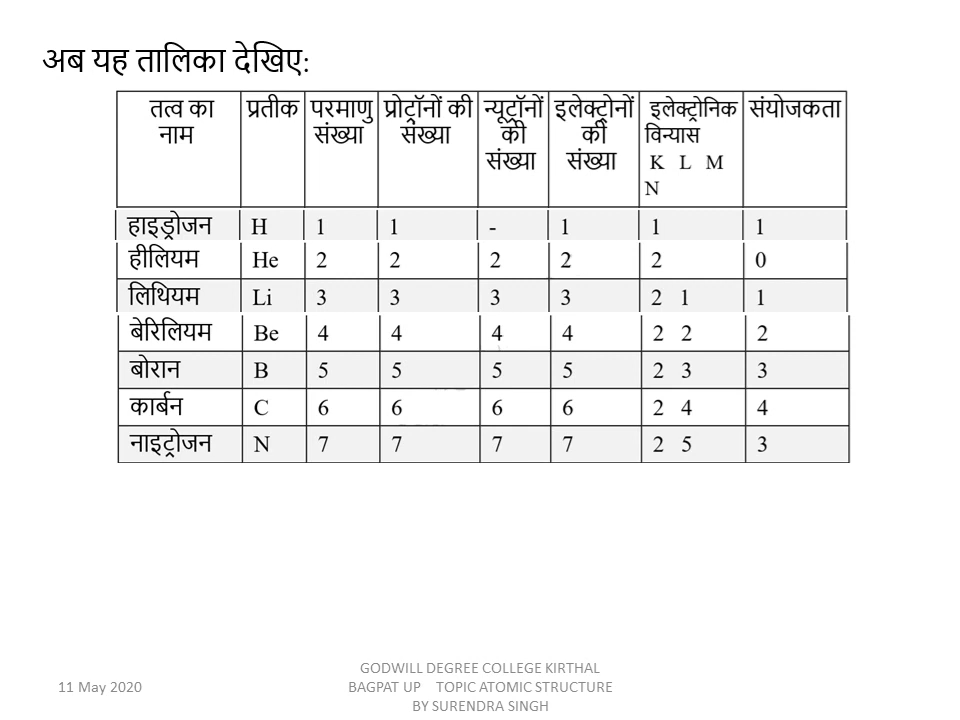 अब यह तालिका देखिए:
तत्व का नाम प्रतीक परमाणु संख्या प्रोट्रॉनों की संख्या न्यूट्रॉनों की संख्या इलेक्ट्रोनों की संख्या इलेक्ट्रोनिक विन्यास K L M N संयोजकता
हाइड्रोजन H 1 1 - 1 1 1
हीलियम He 2 2 2 2 2 0
लिथियम Li 3 3 3 3 2 1 1
बेरिलियम Be 4 4 4 4 2 2 2
बोरान B 5 5 5 5 2 3 3
कार्बन C 6 6 6 6 2 4 4
नाइट्रोजन N 7 7 7 7 2 5 3
11 May 2020
GODWILL DEGREE COLLEGE KIRTHAL
BAGPAT UP TOPIC ATOMIC STRUCTURE
BY SURENDRA SINGH